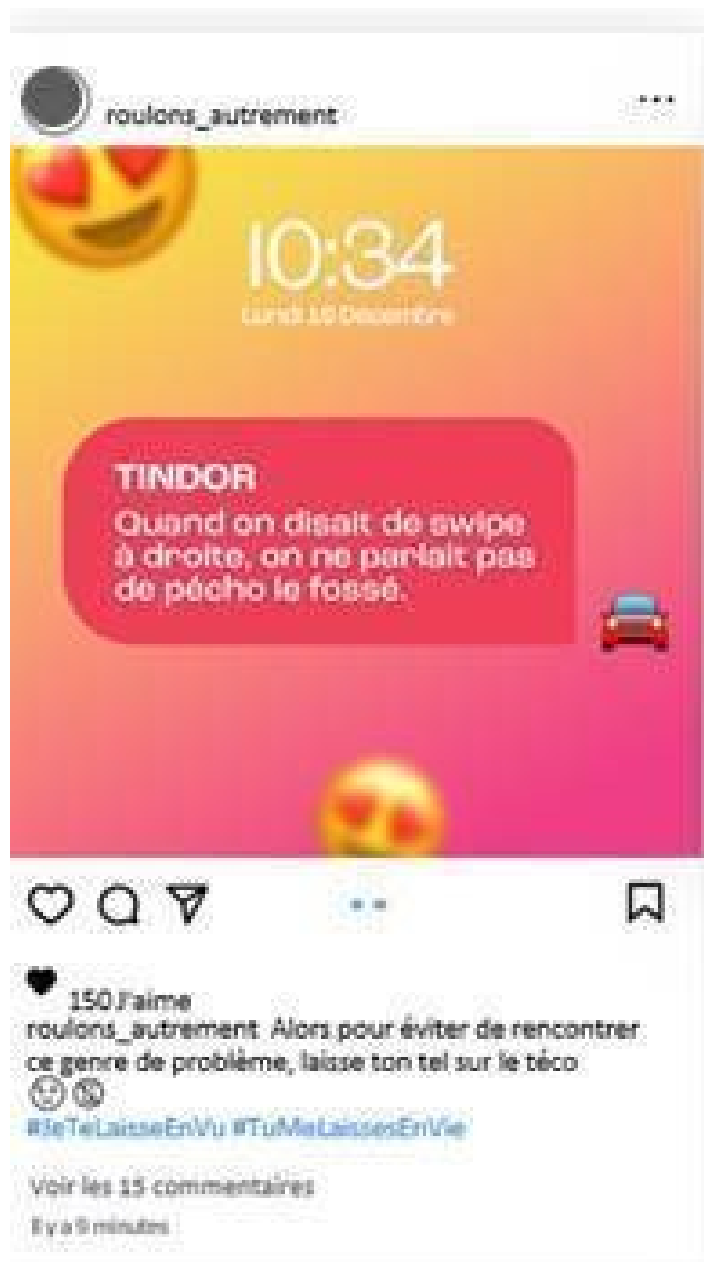 roulons_autrement
10:34
Lundi 10 Décembre
TINDOR
Quand on disait de swipe
à droite, on ne parlait pas
de pécho le fossé.
150 J'aime
roulons_autrement Alors pour éviter de rencontrer
ce genre de problème, laisse ton tel sur le téco
#JeTeLaisseEnVu #TuMeLaissesEnVie
Voir les 15 commentaires
Il y a 9 minutes